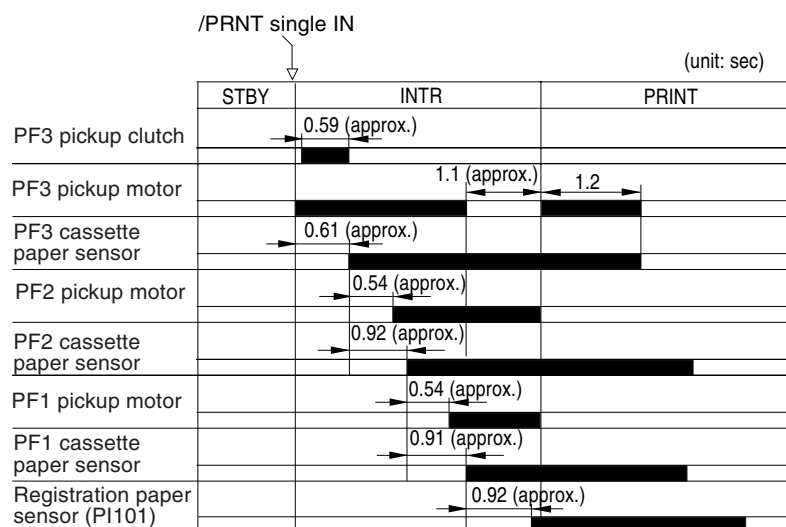 /PRNT single IN
(unit: sec)
STBY INTR PRINT
PF3 pickup clutch
0.59 (approx.)
PF3 pickup motor
1.1 (approx.)
1.2
PF3 cassette
paper sensor
0.61 (approx.)
PF2 pickup motor
0.54 (approx.)
PF2 cassette
paper sensor
0.92 (approx.)
PF1 pickup motor
0.54 (approx.)
PF1 cassette
paper sensor
0.91 (approx.)
Registration paper
sensor (PI101)
0.92 (approx.)